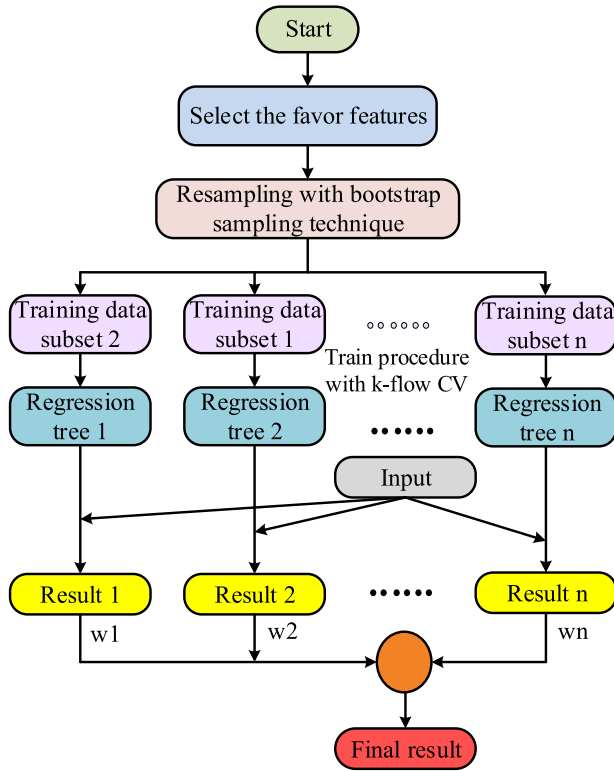 Start
Select the favor features
Resampling with bootstrap
sampling technique
Training data
subset 2
Training data
subset 1
Training data
subset n
Train procedure
with k-flow CV
Regression
tree 1
Regression
tree 2
Regression
tree n
Input
Result 1
Result 2
Result n
w1
w2
wn
Final result